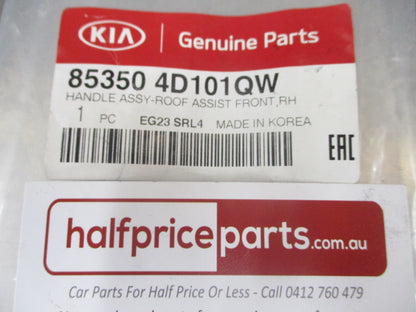 KIA Genuine Parts
85350 4D101QW
HANDLE ASSY-ROOF ASSIST FRONT,RH
1 PC EG23 SRL4 MADE IN KOREA
EAC
halfpriceparts.com.au
Car Parts For Half Price Or Less - Call 0412 760 479